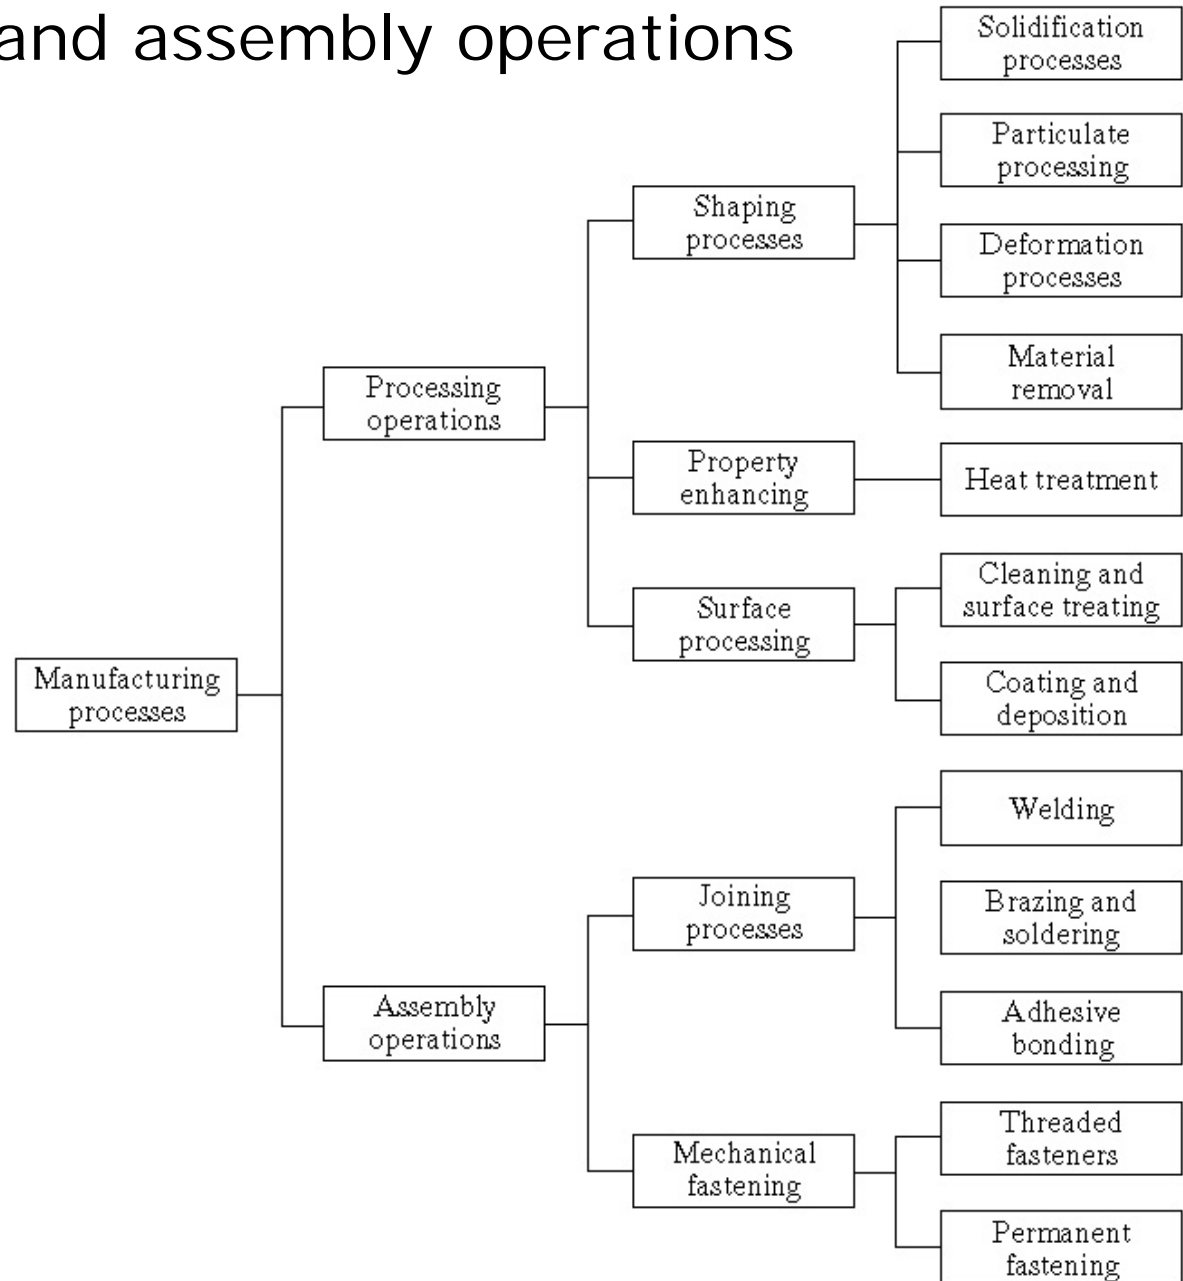 and assembly operations
Solidification
processes
Particulate
processing
Shaping
processes
Deformation
processes
Material
removal
Processing
operations
Property
enhancing
Heat treatment
Cleaning and
surface treating
Surface
processing
Coating and
deposition
Manufacturing
processes
Welding
Joining
processes
Brazing and
soldering
Assembly
operations
Adhesive
bonding
Threaded
fasteners
Mechanical
fastening
Permanent
fastening